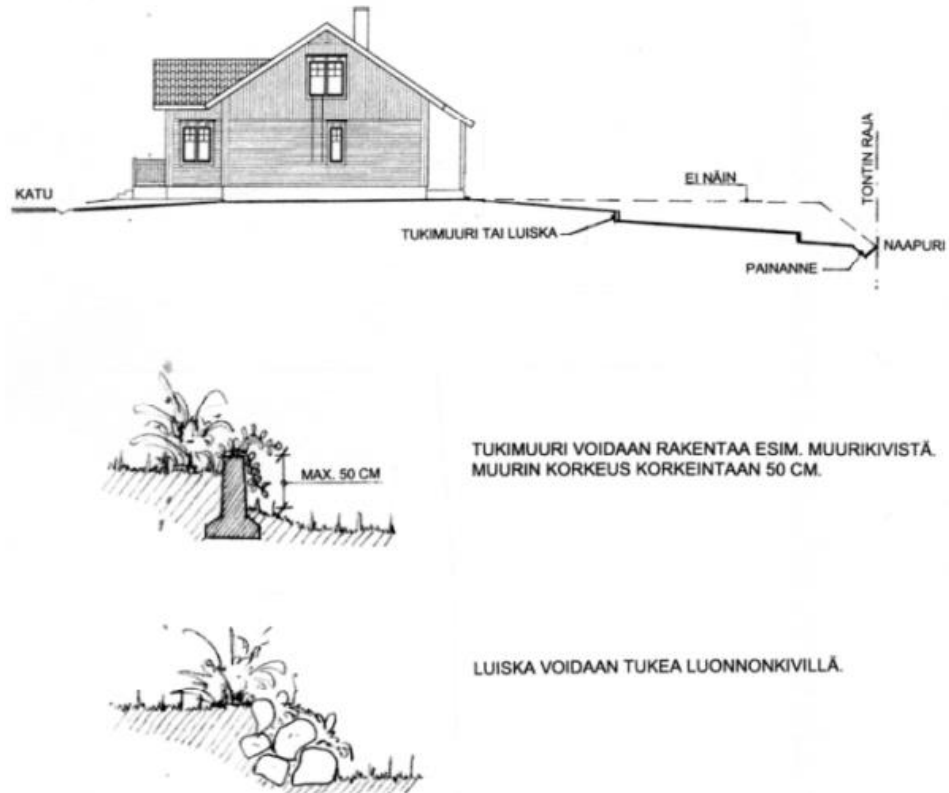 KATU
EI NÄIN
TONTIN RAJA
TUKIMUURI TAI LUISKA
NAAPURI
PAINANNE
MAX. 50 CM
TUKIMUURI VOIDAAN RAKENTAA ESIM. MUURIKIVISTÄ.
MUURIN KORKEUS KORKEINTAAN 50 CM.
LUISKA VOIDAAN TUKEA LUONNONKIVILLÄ.